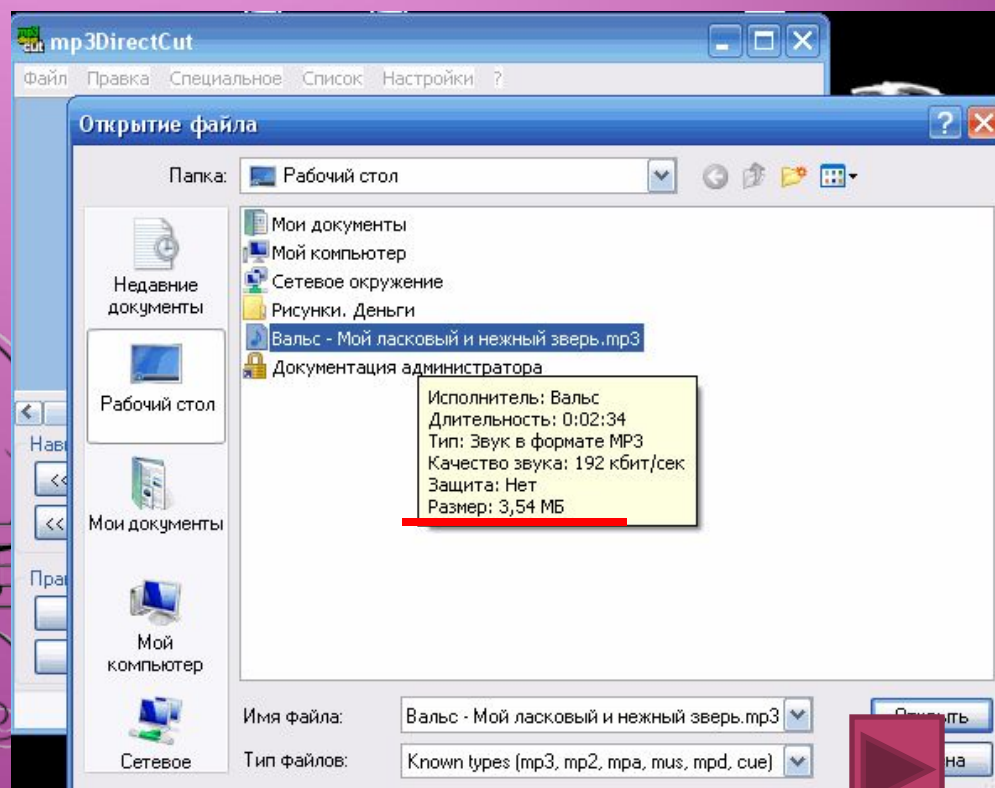 mp3DirectCut
Файл Правка Специальное Список Настройки ?
Открытие файла
Папка: Рабочий стол
Недавние документы
Рабочий стол
Мои документы
Мой компьютер
Сетевое
Мои документы
Мой компьютер
Сетевое окружение
Рисунки. Деньги
Вальс - Мой ласковый и нежный зверь.mp3
Документация администратора
Исполнитель: Вальс
Длительность: 0:02:34
Тип: Звук в формате MP3
Качество звука: 192 кбит/сек
Защита: Нет
Размер: 3,54 МБ
<<
<<
Имя файла: Вальс - Мой ласковый и нежный зверь.mp3
Тип файлов: Known types (mp3, mp2, mpa, mus, mpd, cue)